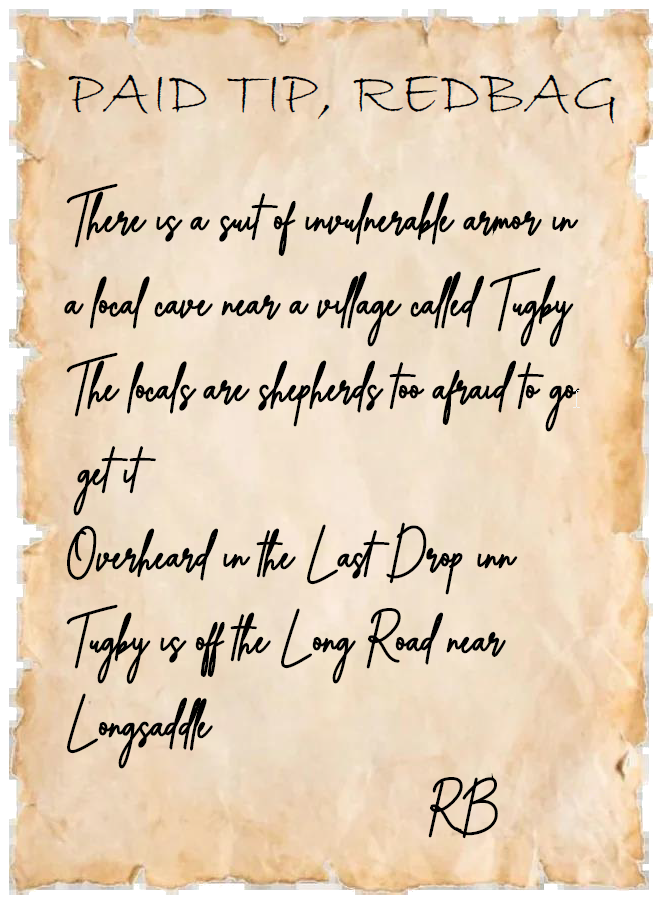 PAID TIP, REDBAG
There is a suit of invulnerable armor in
a local cave near a village called Tugby
The locals are shepherds too afraid to go
get it
Overheard in the Last Drop inn
Tugby is off the Long Road near
Longsaddle
RB